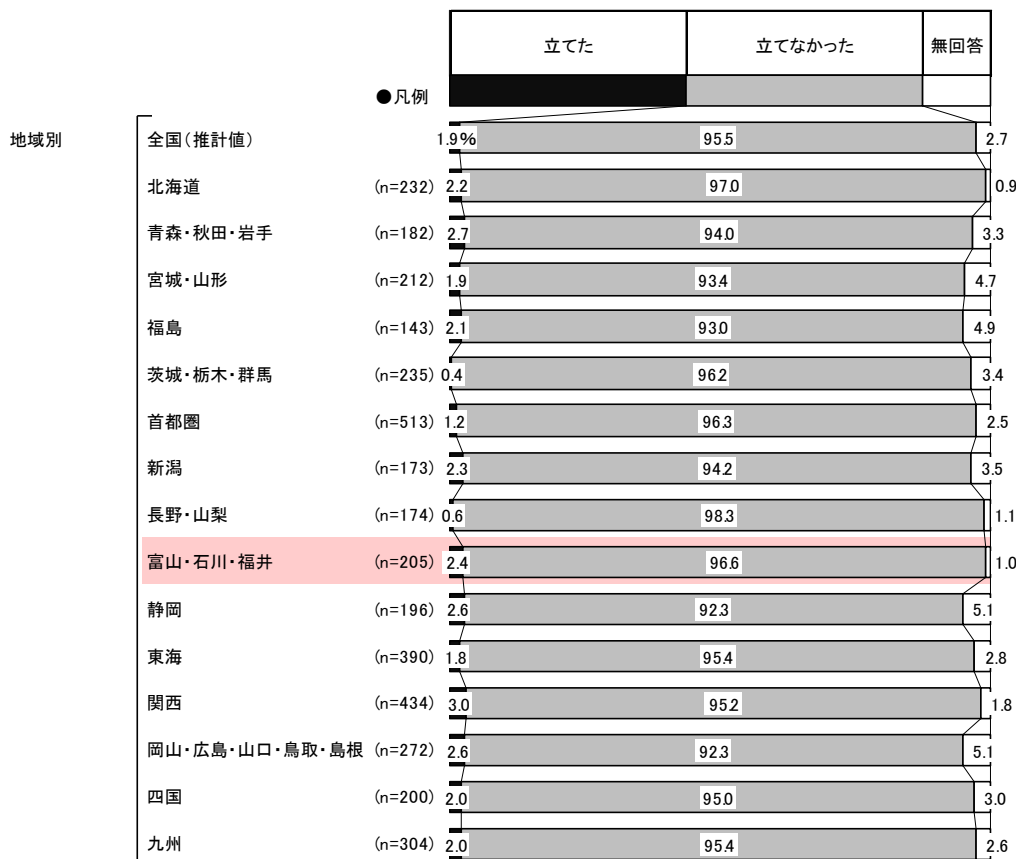 立てた 立てなかった 無回答
●凡例
地域別 全国(推計値) 1.9% 95.5 2.7
北海道 (n=232) 2.2 97.0 0.9
青森・秋田・岩手 (n=182) 2.7 94.0 3.3
宮城・山形 (n=212) 1.9 93.4 4.7
福島 (n=143) 2.1 93.0 4.9
茨城・栃木・群馬 (n=235) 0.4 96.2 3.4
首都圏 (n=513) 1.2 96.3 2.5
新潟 (n=173) 2.3 94.2 3.5
長野・山梨 (n=174) 0.6 98.3 1.1
富山・石川・福井 (n=205) 2.4 96.6 1.0
静岡 (n=196) 2.6 92.3 5.1
東海 (n=390) 1.8 95.4 2.8
関西 (n=434) 3.0 95.2 1.8
岡山・広島・山口・鳥取・島根 (n=272) 2.6 92.3 5.1
四国 (n=200) 2.0 95.0 3.0
九州 (n=304) 2.0 95.4 2.6